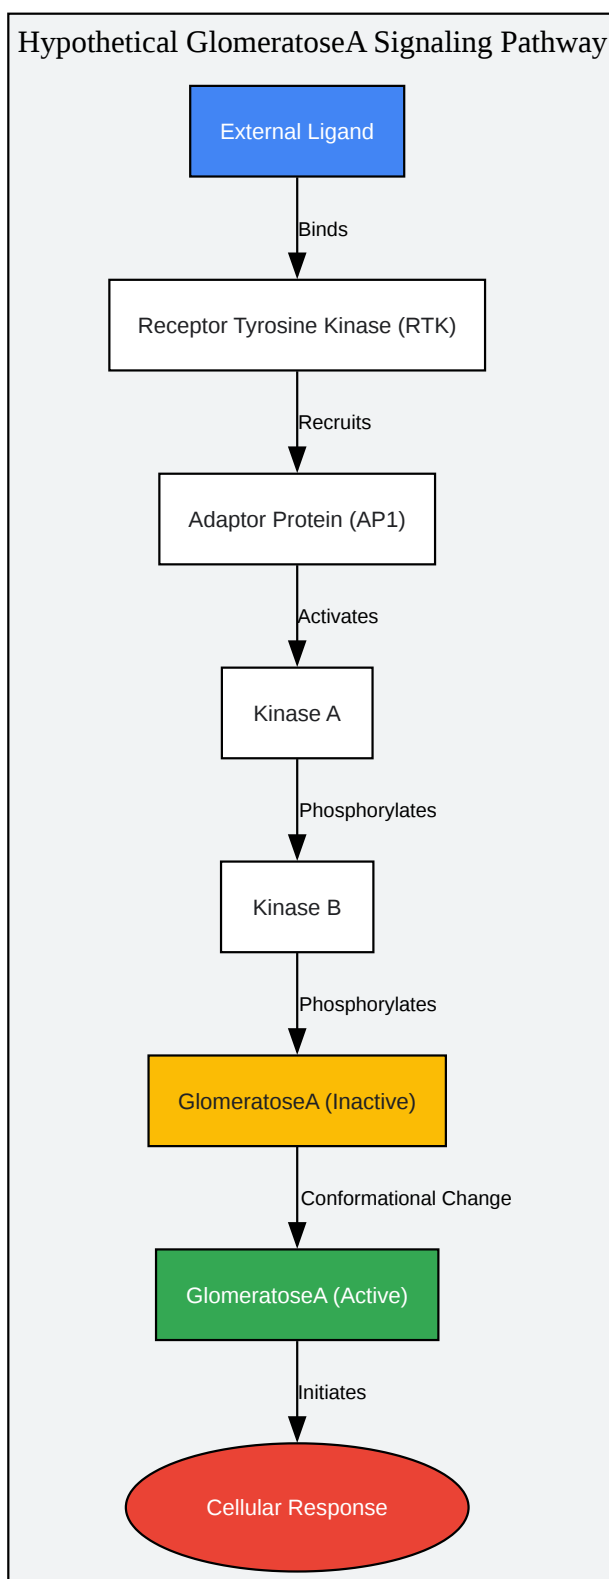 Hypothetical GlomeratoseA Signaling Pathway
External Ligand
Binds
Receptor Tyrosine Kinase (RTK)
Recruits
Adaptor Protein (AP1)
Activates
Kinase A
Phosphorylates
Kinase B
Phosphorylates
GlomeratoseA (Inactive)
Conformational Change
GlomeratoseA (Active)
Initiates
Cellular Response